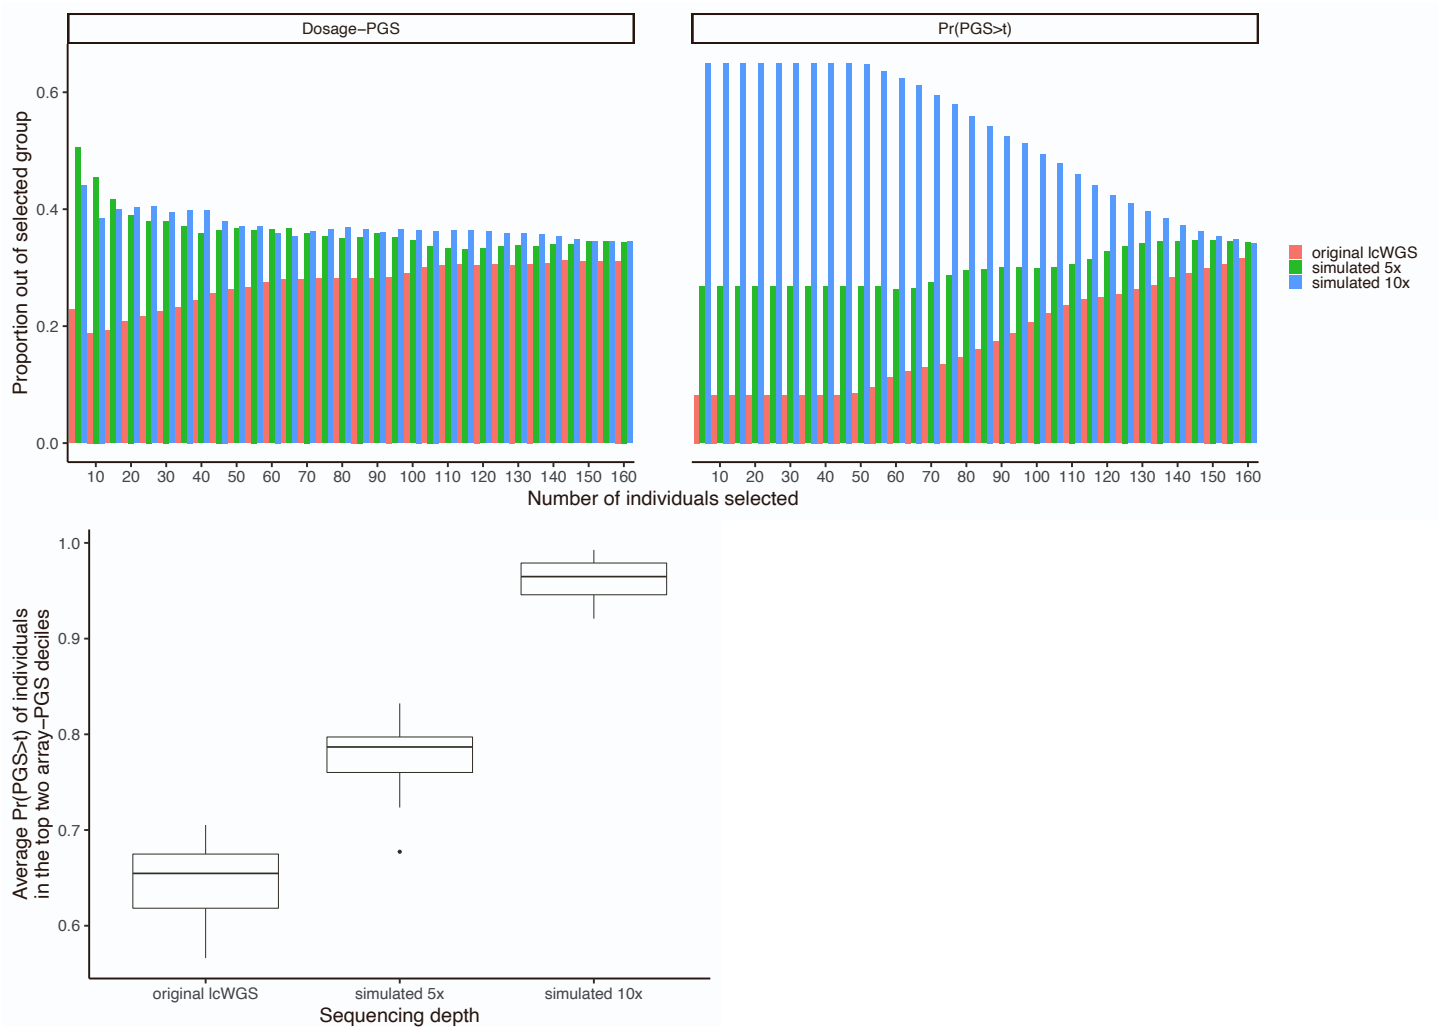 Dosage−PGS
Pr(PGS>t)
Proportion out of selected group
0.6
0.4
0.2
0.0
10 20 30 40 50 60 70 80 90 100 110 120 130 140 150 160
10 20 30 40 50 60 70 80 90 100 110 120 130 140 150 160
Number of individuals selected
original lcWGS
simulated 5x
simulated 10x
Average Pr(PGS>t) of individuals
in the top two array−PGS deciles
1.0
0.9
0.8
0.7
0.6
original lcWGS
simulated 5x
simulated 10x
Sequencing depth